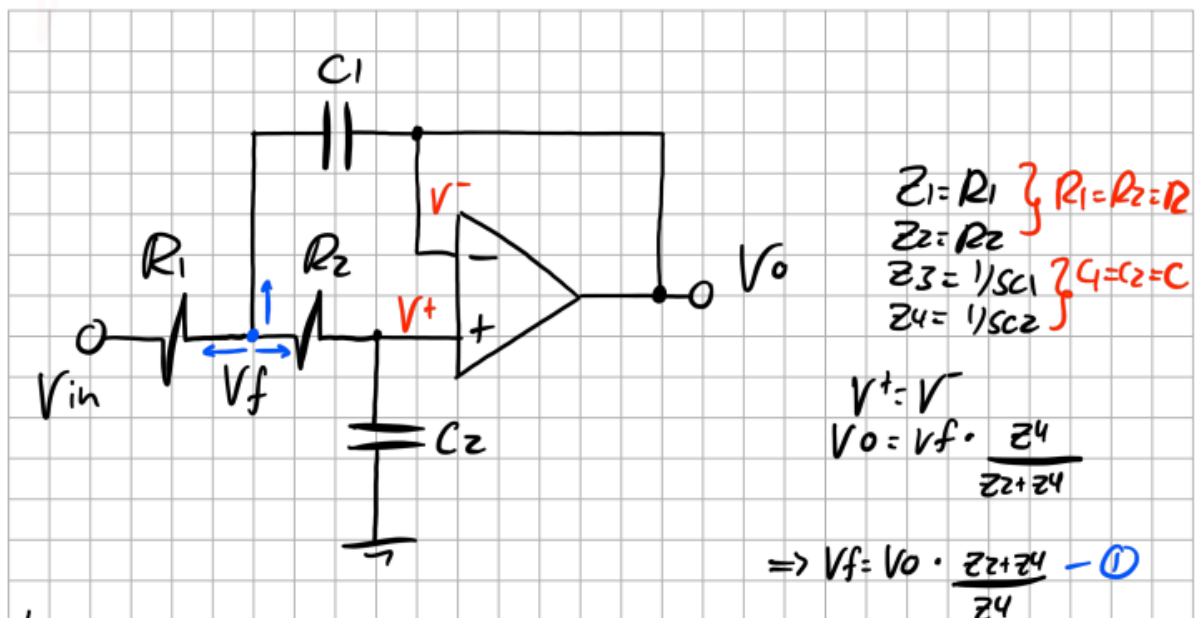 C1
V⁻
R1
R2
V⁺
−
+
Vo
Vin
Vf
C2
Z1=R1 } R1=R2=R
Z2=R2
Z3=1/SC1 } C1=C2=C
Z4=1/SC2
V⁺=V⁻
Vo=Vf・Z4/(Z2+Z4)
=> Vf=Vo・(Z2+Z4)/Z4 −①